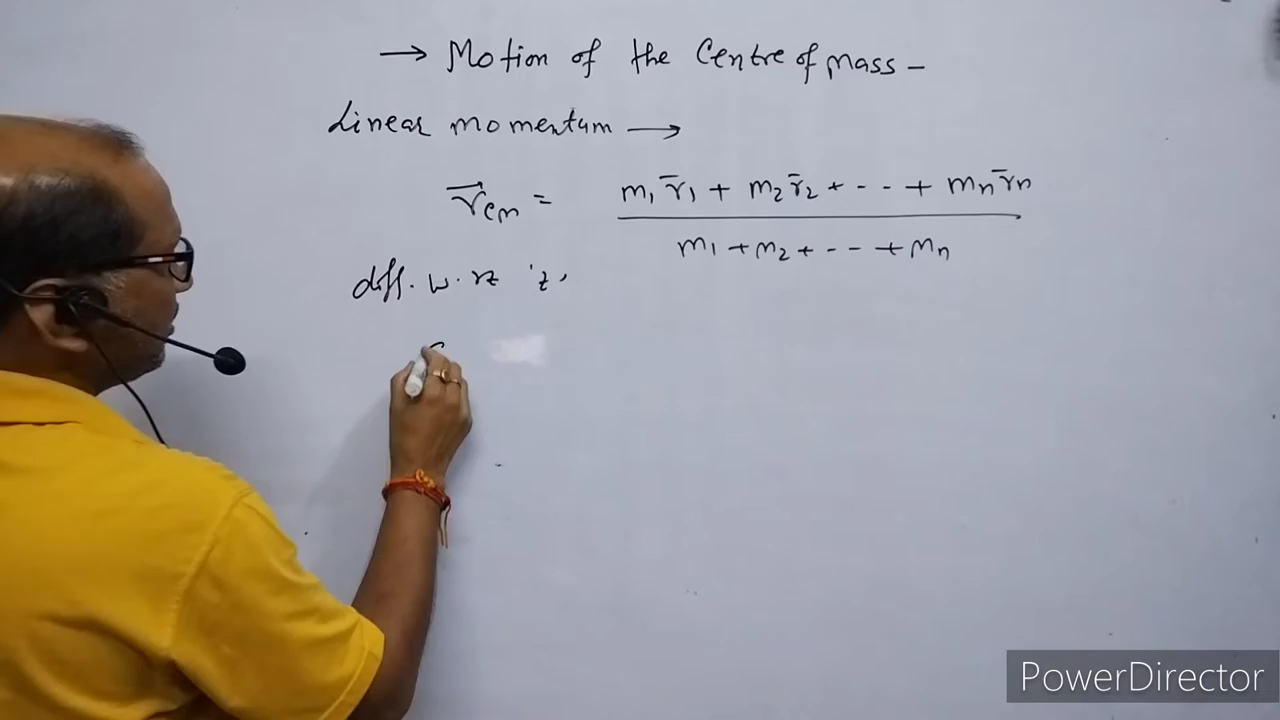 → Motion of the Centre of mass –
Linear momentum →
r⃗cm = m₁r̄₁ + m₂r̄₂ + - - + mₙr̄ₙ
m₁ + m₂ + - - + mₙ
diff. w.rt 't'
PowerDirector